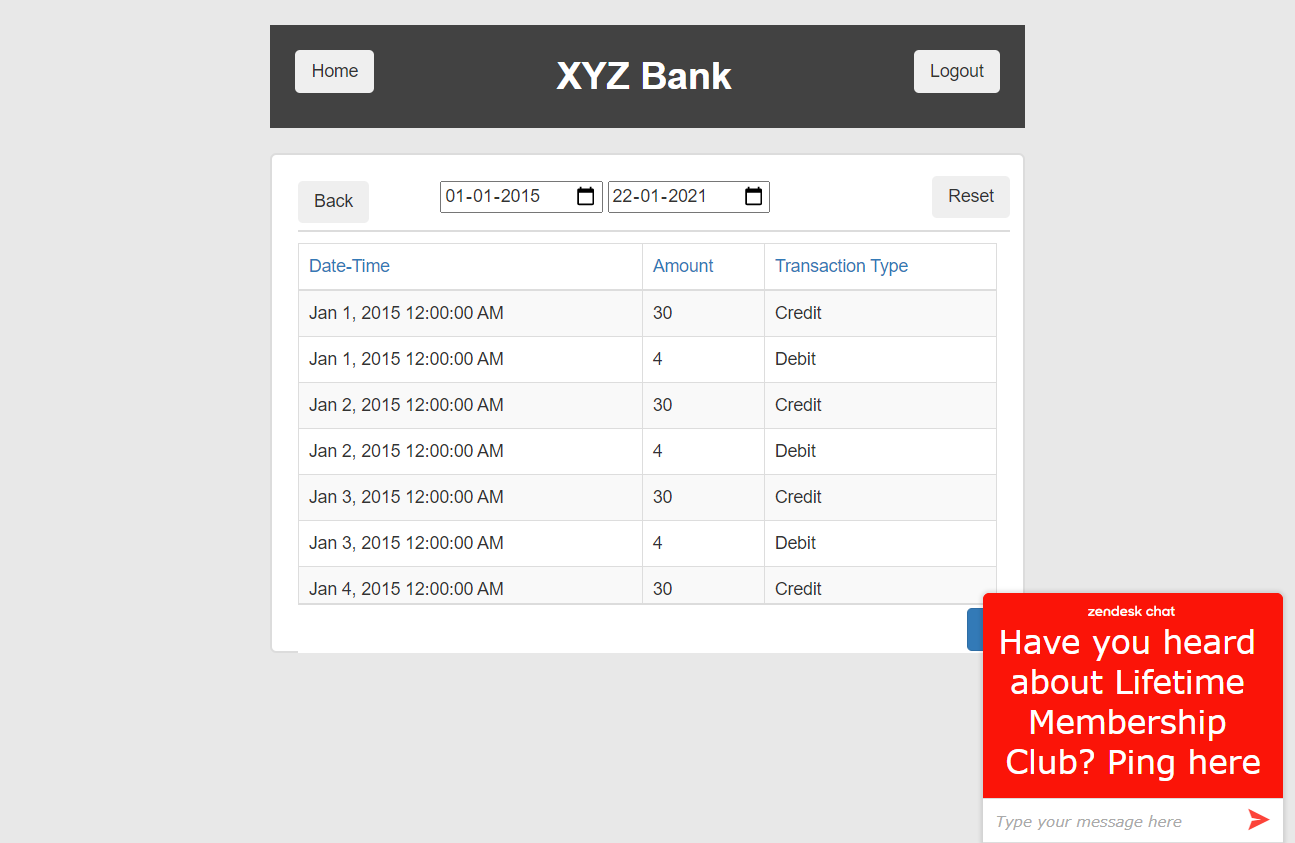 Home XYZ Bank Logout
Back 01-01-2015 22-01-2021 Reset
Date-Time Amount Transaction Type
Jan 1, 2015 12:00:00 AM 30 Credit
Jan 1, 2015 12:00:00 AM 4 Debit
Jan 2, 2015 12:00:00 AM 30 Credit
Jan 2, 2015 12:00:00 AM 4 Debit
Jan 3, 2015 12:00:00 AM 30 Credit
Jan 3, 2015 12:00:00 AM 4 Debit
Jan 4, 2015 12:00:00 AM 30 Credit
zendesk chat
Have you heard
about Lifetime
Membership
Club? Ping here
Type your message here